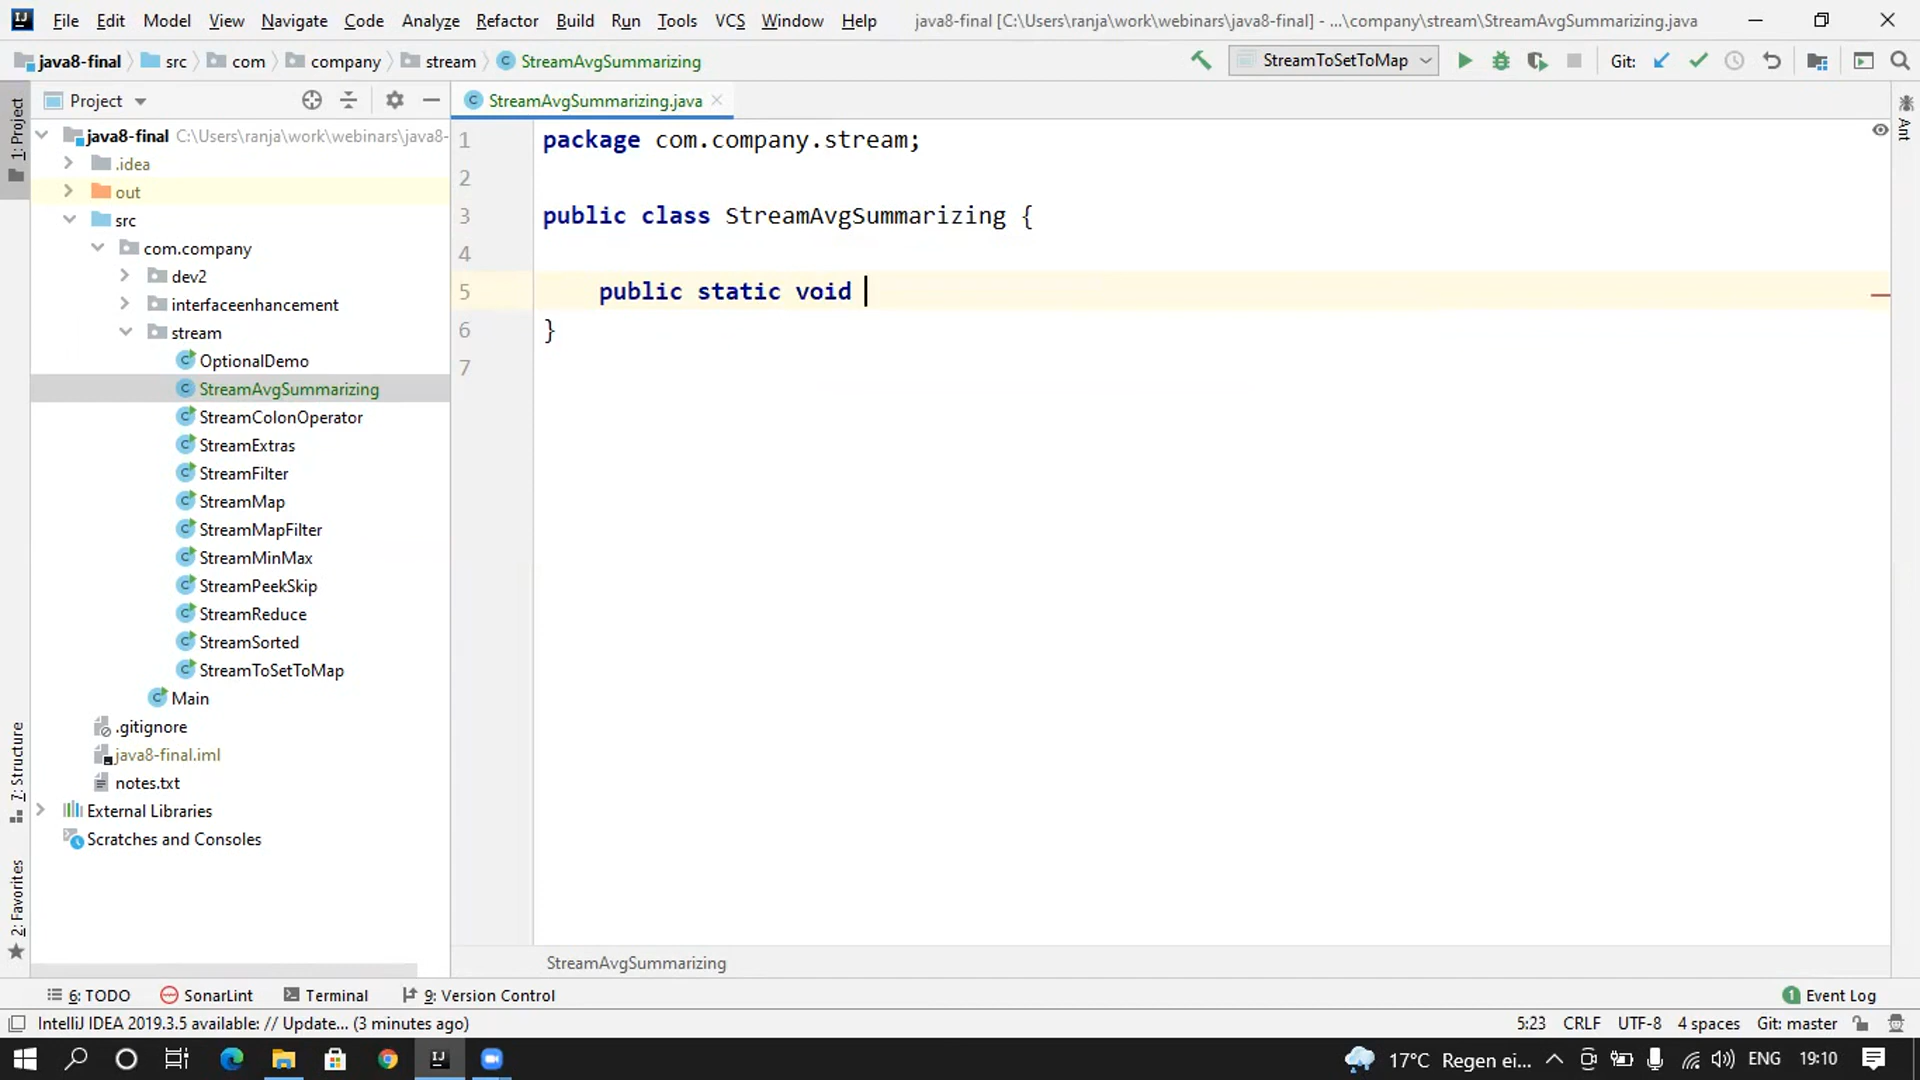 File Edit View Navigate Code Analyze Refactor Build Run Tools VCS Window Help java8-final [C:\Users\ranja\work\webinars\java8-final] - ...\company\stream\StreamAvgSummarizing.java
java8-final src com company stream StreamAvgSummarizing StreamToSetToMap Git:
Project StreamAvgSummarizing.java
1: Project
Ant
java8-final C:\Users\ranja\work\webinars\java8-
.idea
out
src
com.company
dev2
interfaceenhancement
stream
OptionalDemo
StreamAvgSummarizing
StreamColonOperator
StreamExtras
StreamFilter
StreamMap
StreamMapFilter
StreamMinMax
StreamPeekSkip
StreamReduce
StreamSorted
StreamToSetToMap
Main
.gitignore
java8-final.iml
notes.txt
External Libraries
Scratches and Consoles
7: Structure
2: Favorites
1 package com.company.stream;
2
3 public class StreamAvgSummarizing {
4
5 public static void
6 }
7
StreamAvgSummarizing
6: TODO SonarLint Terminal 9: Version Control 1 Event Log
IntelliJ IDEA 2019.3.5 available: // Update... (3 minutes ago) 5:23 CRLF UTF-8 4 spaces Git: master
17°C Regen ei... ENG 19:10